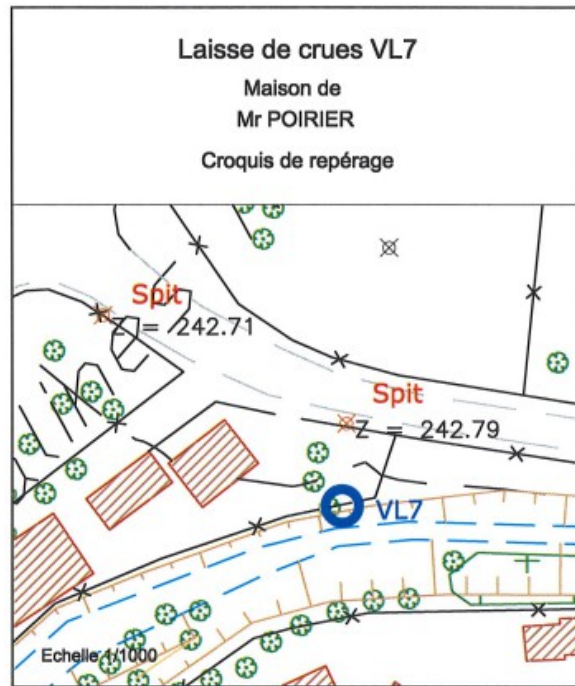 Laisse de crues VL7
Maison de
Mr POIRIER
Croquis de repérage
Spit
Z = 242.71
Spit
Z = 242.79
VL7
Echelle 1/1000